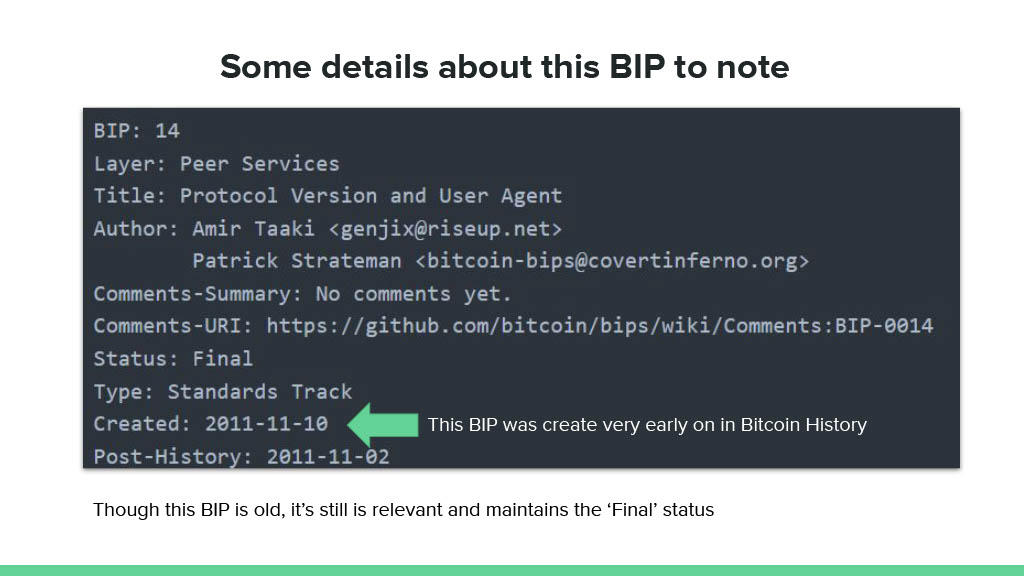 Some details about this BIP to note
BIP: 14
Layer: Peer Services
Title: Protocol Version and User Agent
Author: Amir Taaki <genjix@riseup.net>
Patrick Strateman <bitcoin-bips@covertinferno.org>
Comments-Summary: No comments yet.
Comments-URI: https://github.com/bitcoin/bips/wiki/Comments:BIP-0014
Status: Final
Type: Standards Track
Created: 2011-11-10
This BIP was create very early on in Bitcoin History
Post-History: 2011-11-02
Though this BIP is old, it’s still is relevant and maintains the ‘Final’ status